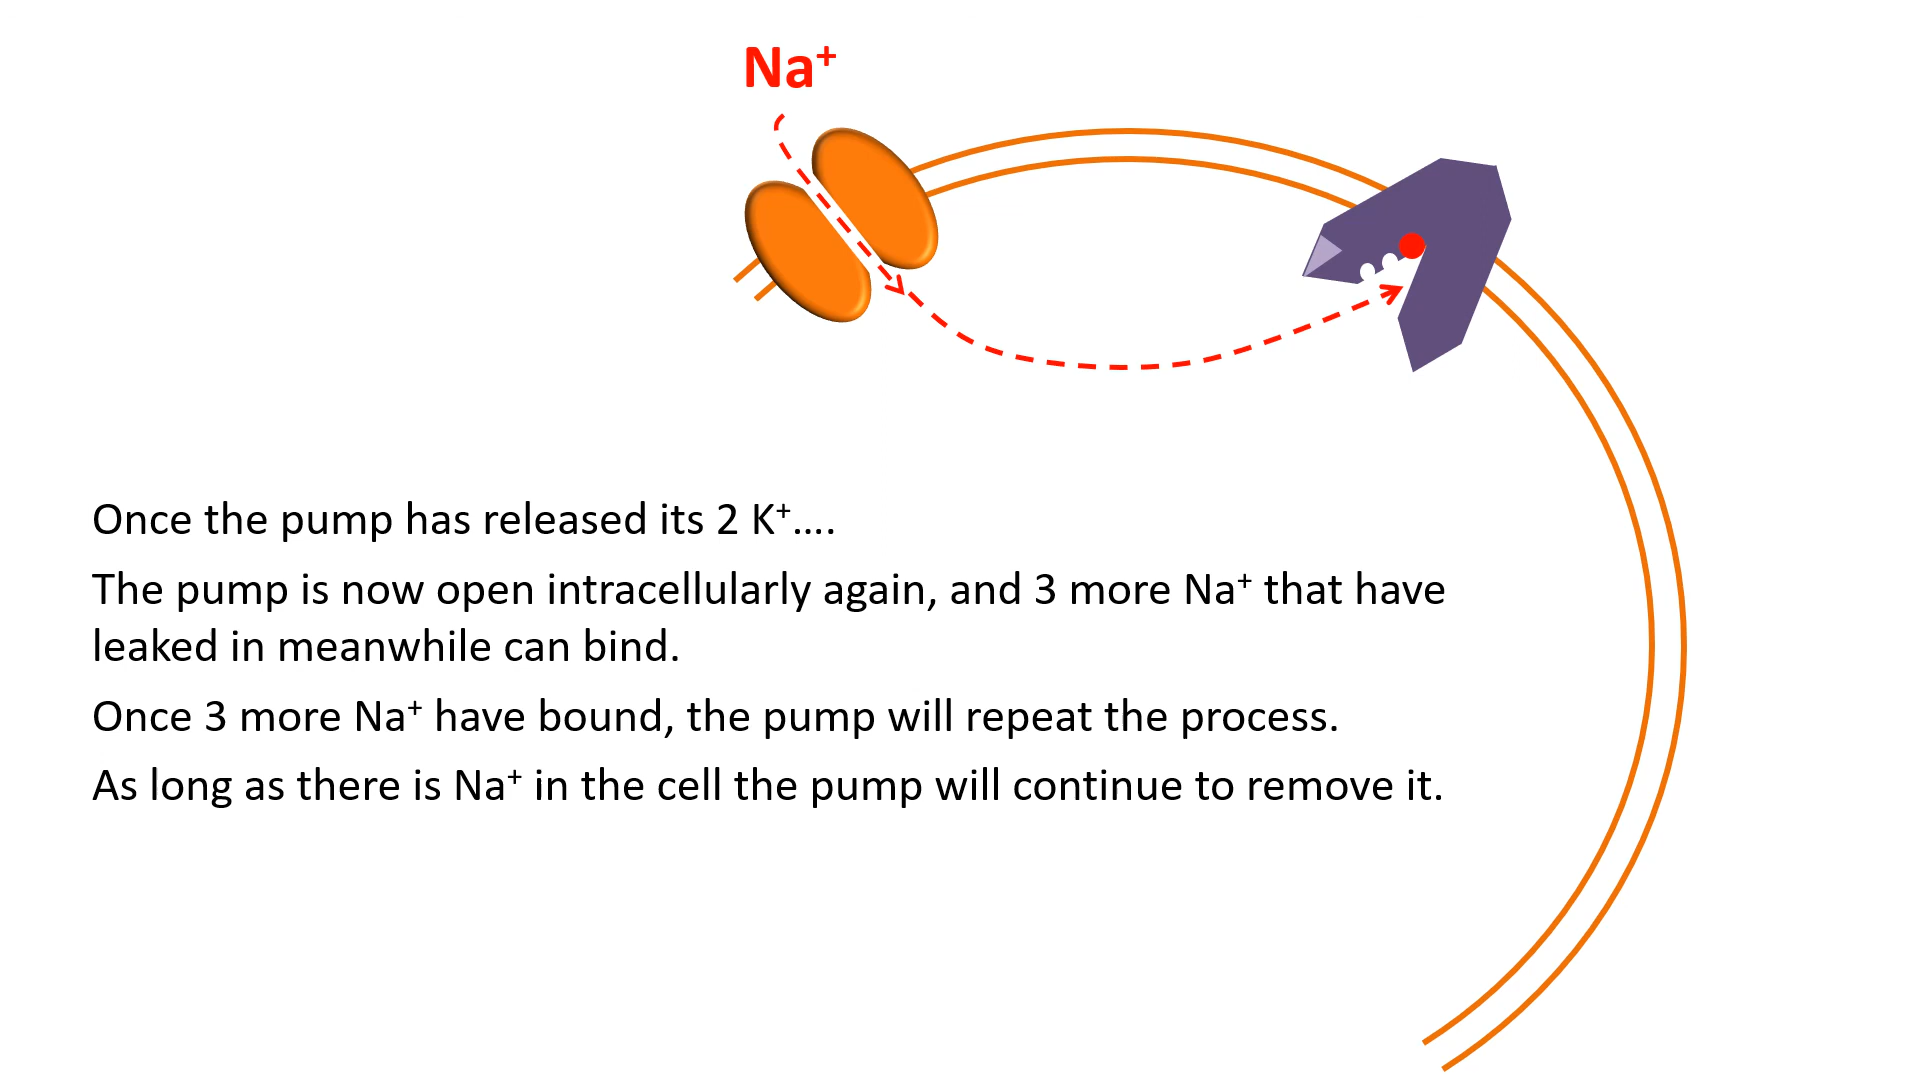 Na⁺
Once the pump has released its 2 K⁺....
The pump is now open intracellularly again, and 3 more Na⁺ that have
leaked in meanwhile can bind.
Once 3 more Na⁺ have bound, the pump will repeat the process.
As long as there is Na⁺ in the cell the pump will continue to remove it.